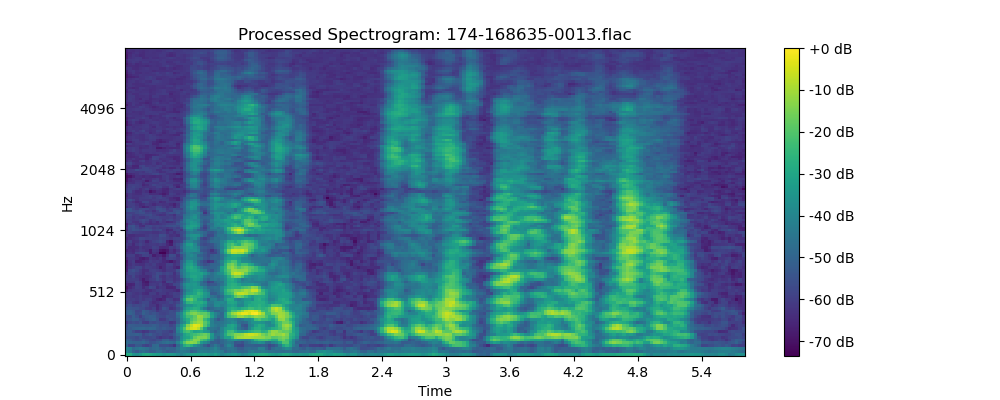 Processed Spectrogram: 174-168635-0013.flac
Hz
4096
2048
1024
512
0
0 0.6 1.2 1.8 2.4 3 3.6 4.2 4.8 5.4
Time
+0 dB
-10 dB
-20 dB
-30 dB
-40 dB
-50 dB
-60 dB
-70 dB